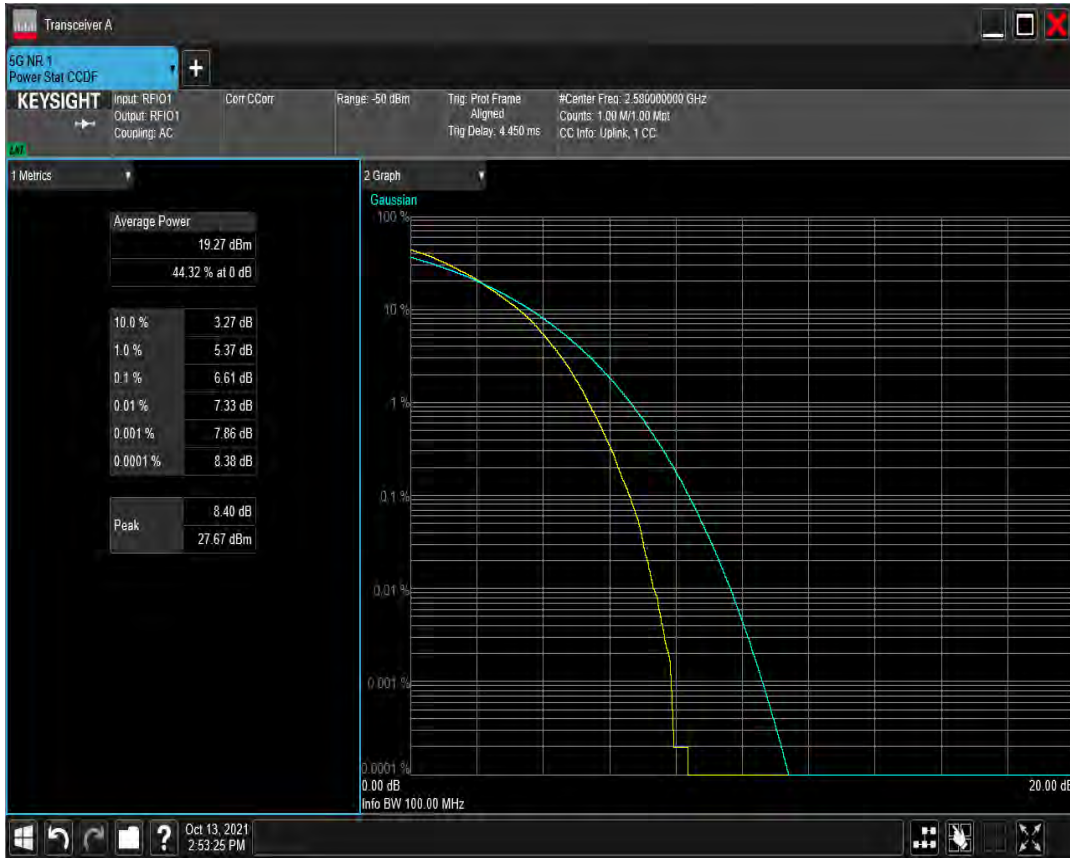 Transceiver A
5G NR 1
Power Stat CCDF
+
KEYSIGHT
Input: RFIO1
Output: RFIO1
Coupling: AC
Corr CCorr
Range: -50 dBm
Trig: Prot Frame
Aligned
Trig Delay: 4.450 ms
#Center Freq: 2.580000000 GHz
Counts: 1.00 M/1.00 Mpt
CC Info: Uplink, 1 CC
1 Metrics
Average Power
19.27 dBm
44.32 % at 0 dB
10.0 % 3.27 dB
1.0 % 5.37 dB
0.1 % 6.61 dB
0.01 % 7.33 dB
0.001 % 7.86 dB
0.0001 % 8.38 dB
Peak
8.40 dB
27.67 dBm
2 Graph
Gaussian
100 %
10 %
1 %
0.1 %
0.01 %
0.001 %
0.0001 %
0.00 dB
20.00 dB
Info BW 100.00 MHz
?
Oct 13, 2021
2:53:25 PM